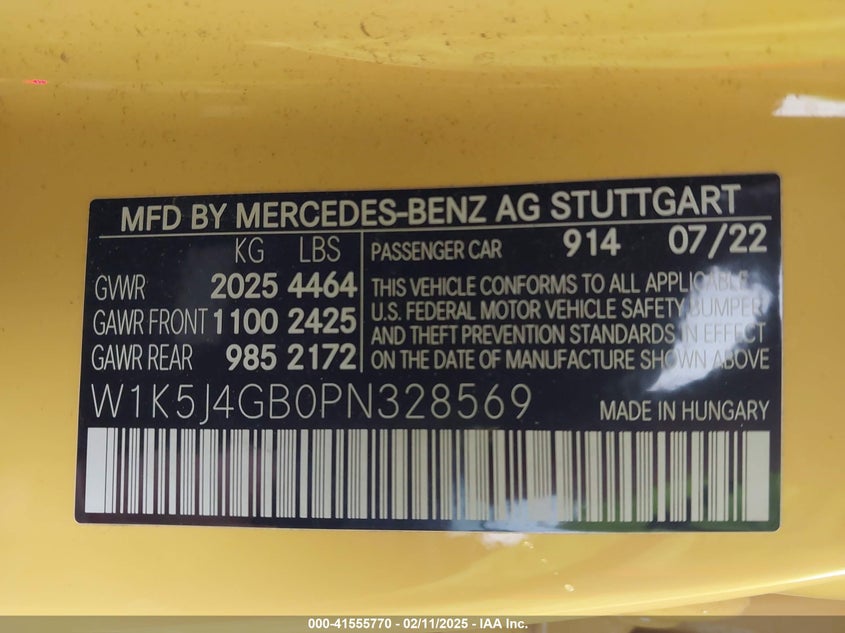 MFD BY MERCEDES-BENZ AG STUTTGART
KG LBS
GVWR 2025 4464
GAWR FRONT 1100 2425
GAWR REAR 985 2172
PASSENGER CAR 914 07/22
THIS VEHICLE CONFORMS TO ALL APPLICABLE
U.S. FEDERAL MOTOR VEHICLE SAFETY BUMPER
AND THEFT PREVENTION STANDARDS IN EFFECT
ON THE DATE OF MANUFACTURE SHOWN ABOVE
W1K5J4GB0PN328569 MADE IN HUNGARY
000-41555770 - 02/11/2025 - IAA Inc.